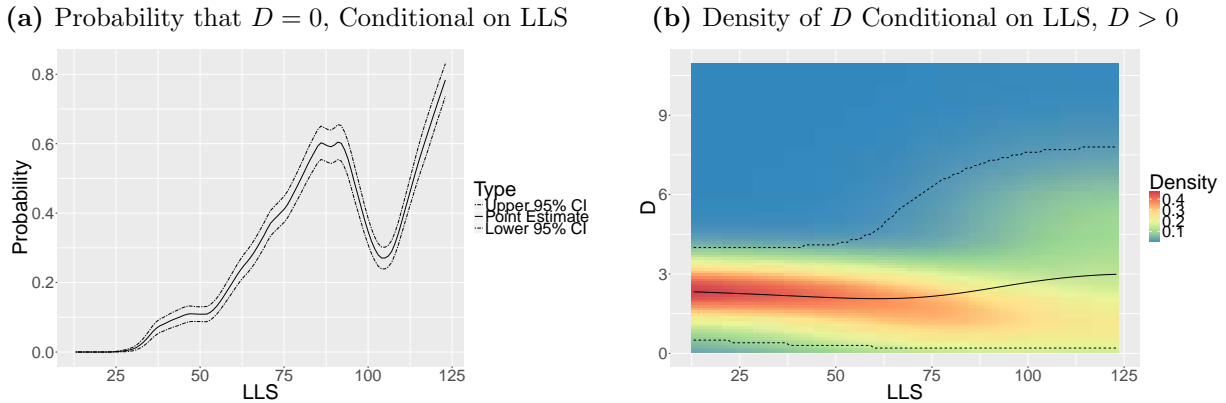 (a) Probability that D = 0, Conditional on LLS
0.8
0.6
0.4
0.2
0.0
Probability
25 50 75 100 125
LLS
Type
Upper 95% CI
Point Estimate
Lower 95% CI
(b) Density of D Conditional on LLS, D > 0
9
6
3
0
D
25 50 75 100 125
LLS
Density
0.4
0.3
0.2
0.1